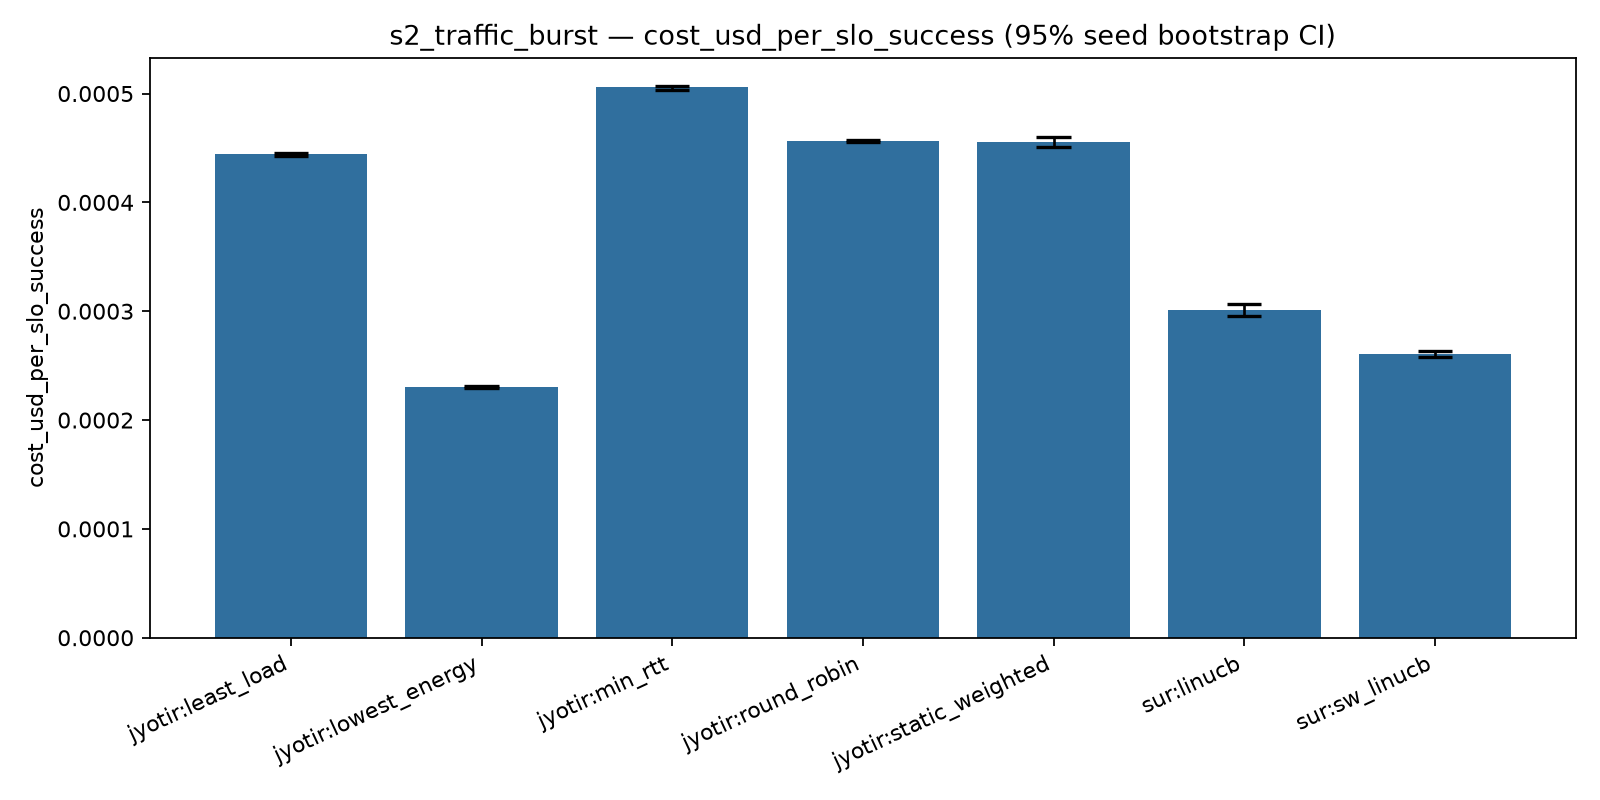 s2_traffic_burst — cost_usd_per_slo_success (95% seed bootstrap CI)
cost_usd_per_slo_success
0.0005
0.0004
0.0003
0.0002
0.0001
0.0000
jyotir:least_load
jyotir:lowest_energy
jyotir:min_rtt
jyotir:round_robin
jyotir:static_weighted
sur:linucb
sur:sw_linucb